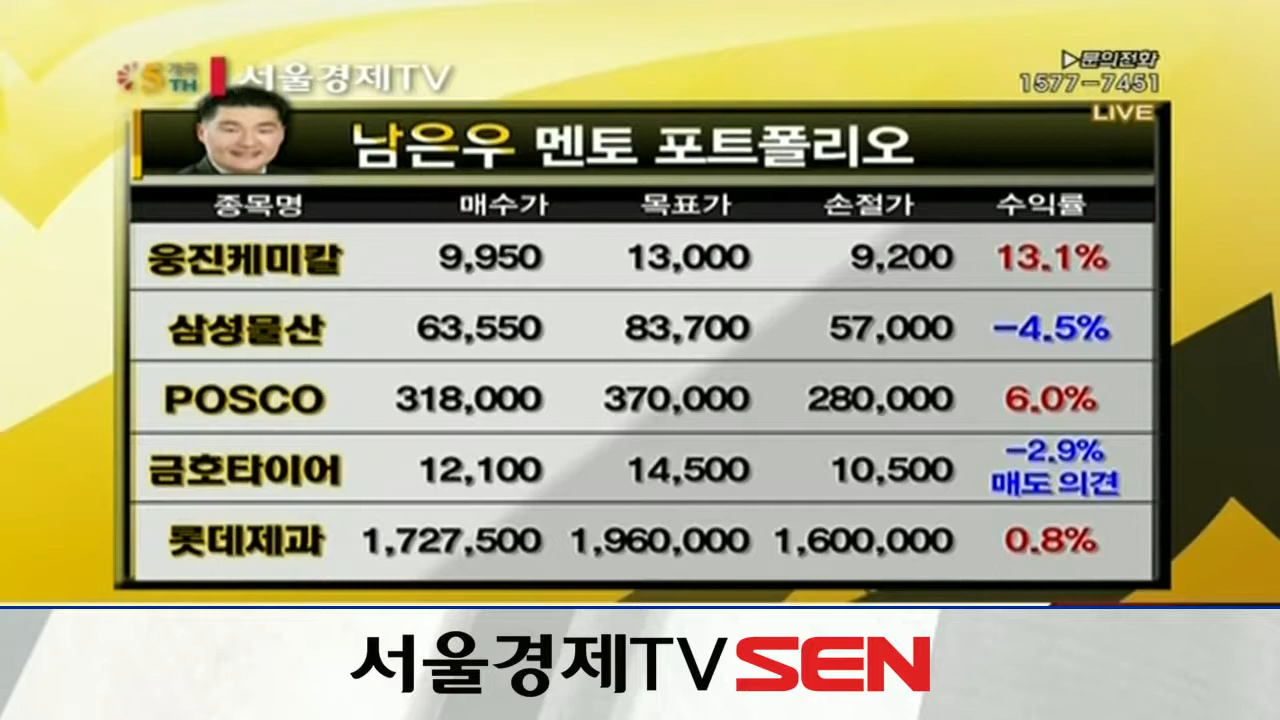 5 개국 TH 서울경제TV
▶문의전화
1577-7451
LIVE
남은우 멘토 포트폴리오
종목명 매수가 목표가 손절가 수익률
웅진케미칼 9,950 13,000 9,200 13.1%
삼성물산 63,550 83,700 57,000 -4.5%
POSCO 318,000 370,000 280,000 6.0%
금호타이어 12,100 14,500 10,500 -2.9%
매도 의견
롯데제과 1,727,500 1,960,000 1,600,000 0.8%
서울경제TV SEN